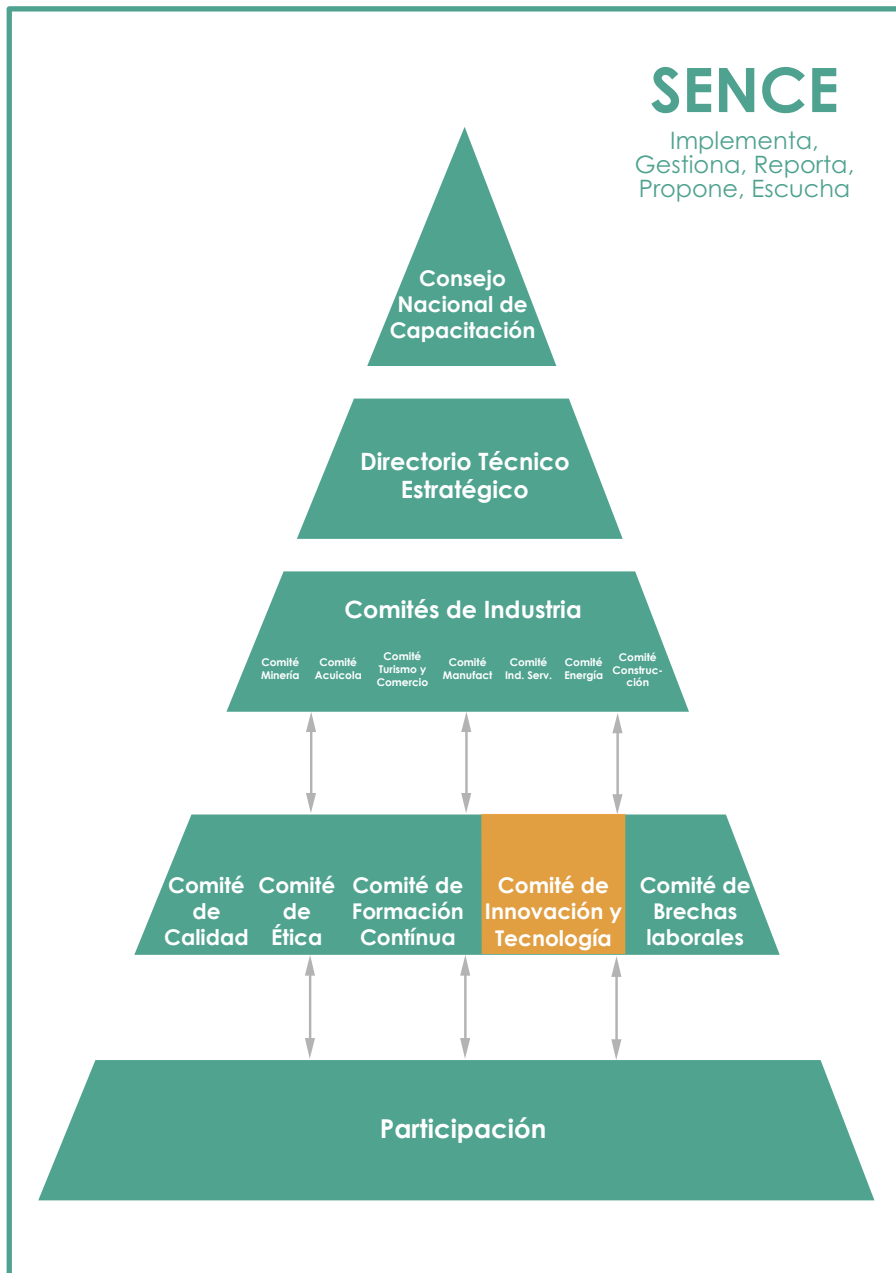 SENCE
Implementa,
Gestiona, Reporta,
Propone, Escucha
Consejo
Nacional de
Capacitación
Directorio Técnico
Estratégico
Comités de Industria
Comité
Minería
Comité
Acuicola
Comité
Turismo y
Comercio
Comité
Manufact
Comité
Ind. Serv.
Comité
Energía
Comité
Construc-
ción
Comité
de
Calidad
Comité
de
Ética
Comité de
Formación
Contínua
Comité de
Innovación y
Tecnología
Comité de
Brechas
laborales
Participación